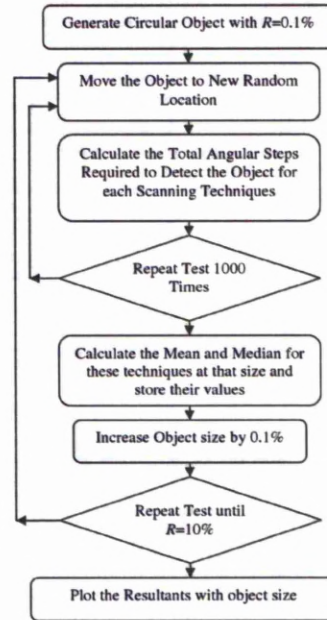 Generate Circular Object with R=0.1%
Move the Object to New Random
Location
Calculate the Total Angular Steps
Required to Detect the Object for
each Scanning Techniques
Repeat Test 1000
Times
Calculate the Mean and Median for
these techniques at that size and
store their values
Increase Object size by 0.1%
Repeat Test until
R=10%
Plot the Resultants with object size